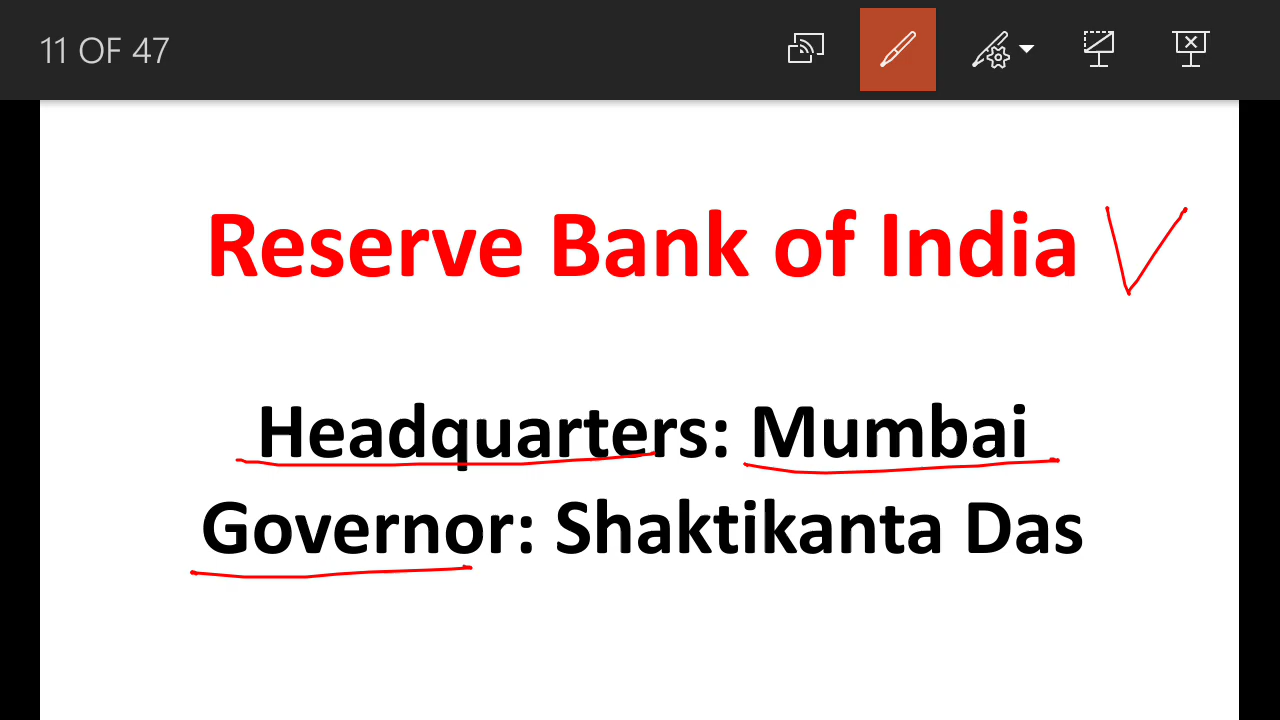 11 OF 47
Reserve Bank of India
Headquarters: Mumbai
Governor: Shaktikanta Das